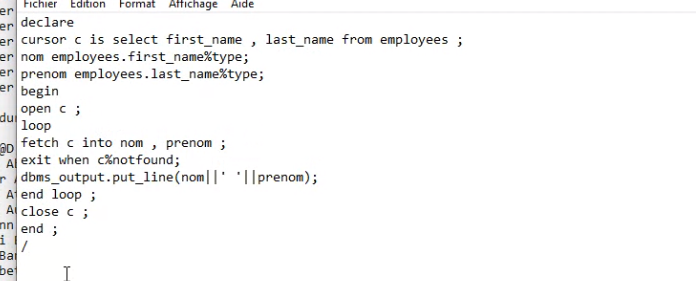 Fichier Edition Format Affichage Aide
declare
cursor c is select first_name , last_name from employees ;
nom employees.first_name%type;
prenom employees.last_name%type;
begin
open c ;
loop
fetch c into nom , prenom ;
exit when c%notfound;
dbms_output.put_line(nom||' '||prenom);
end loop ;
close c ;
end ;
/